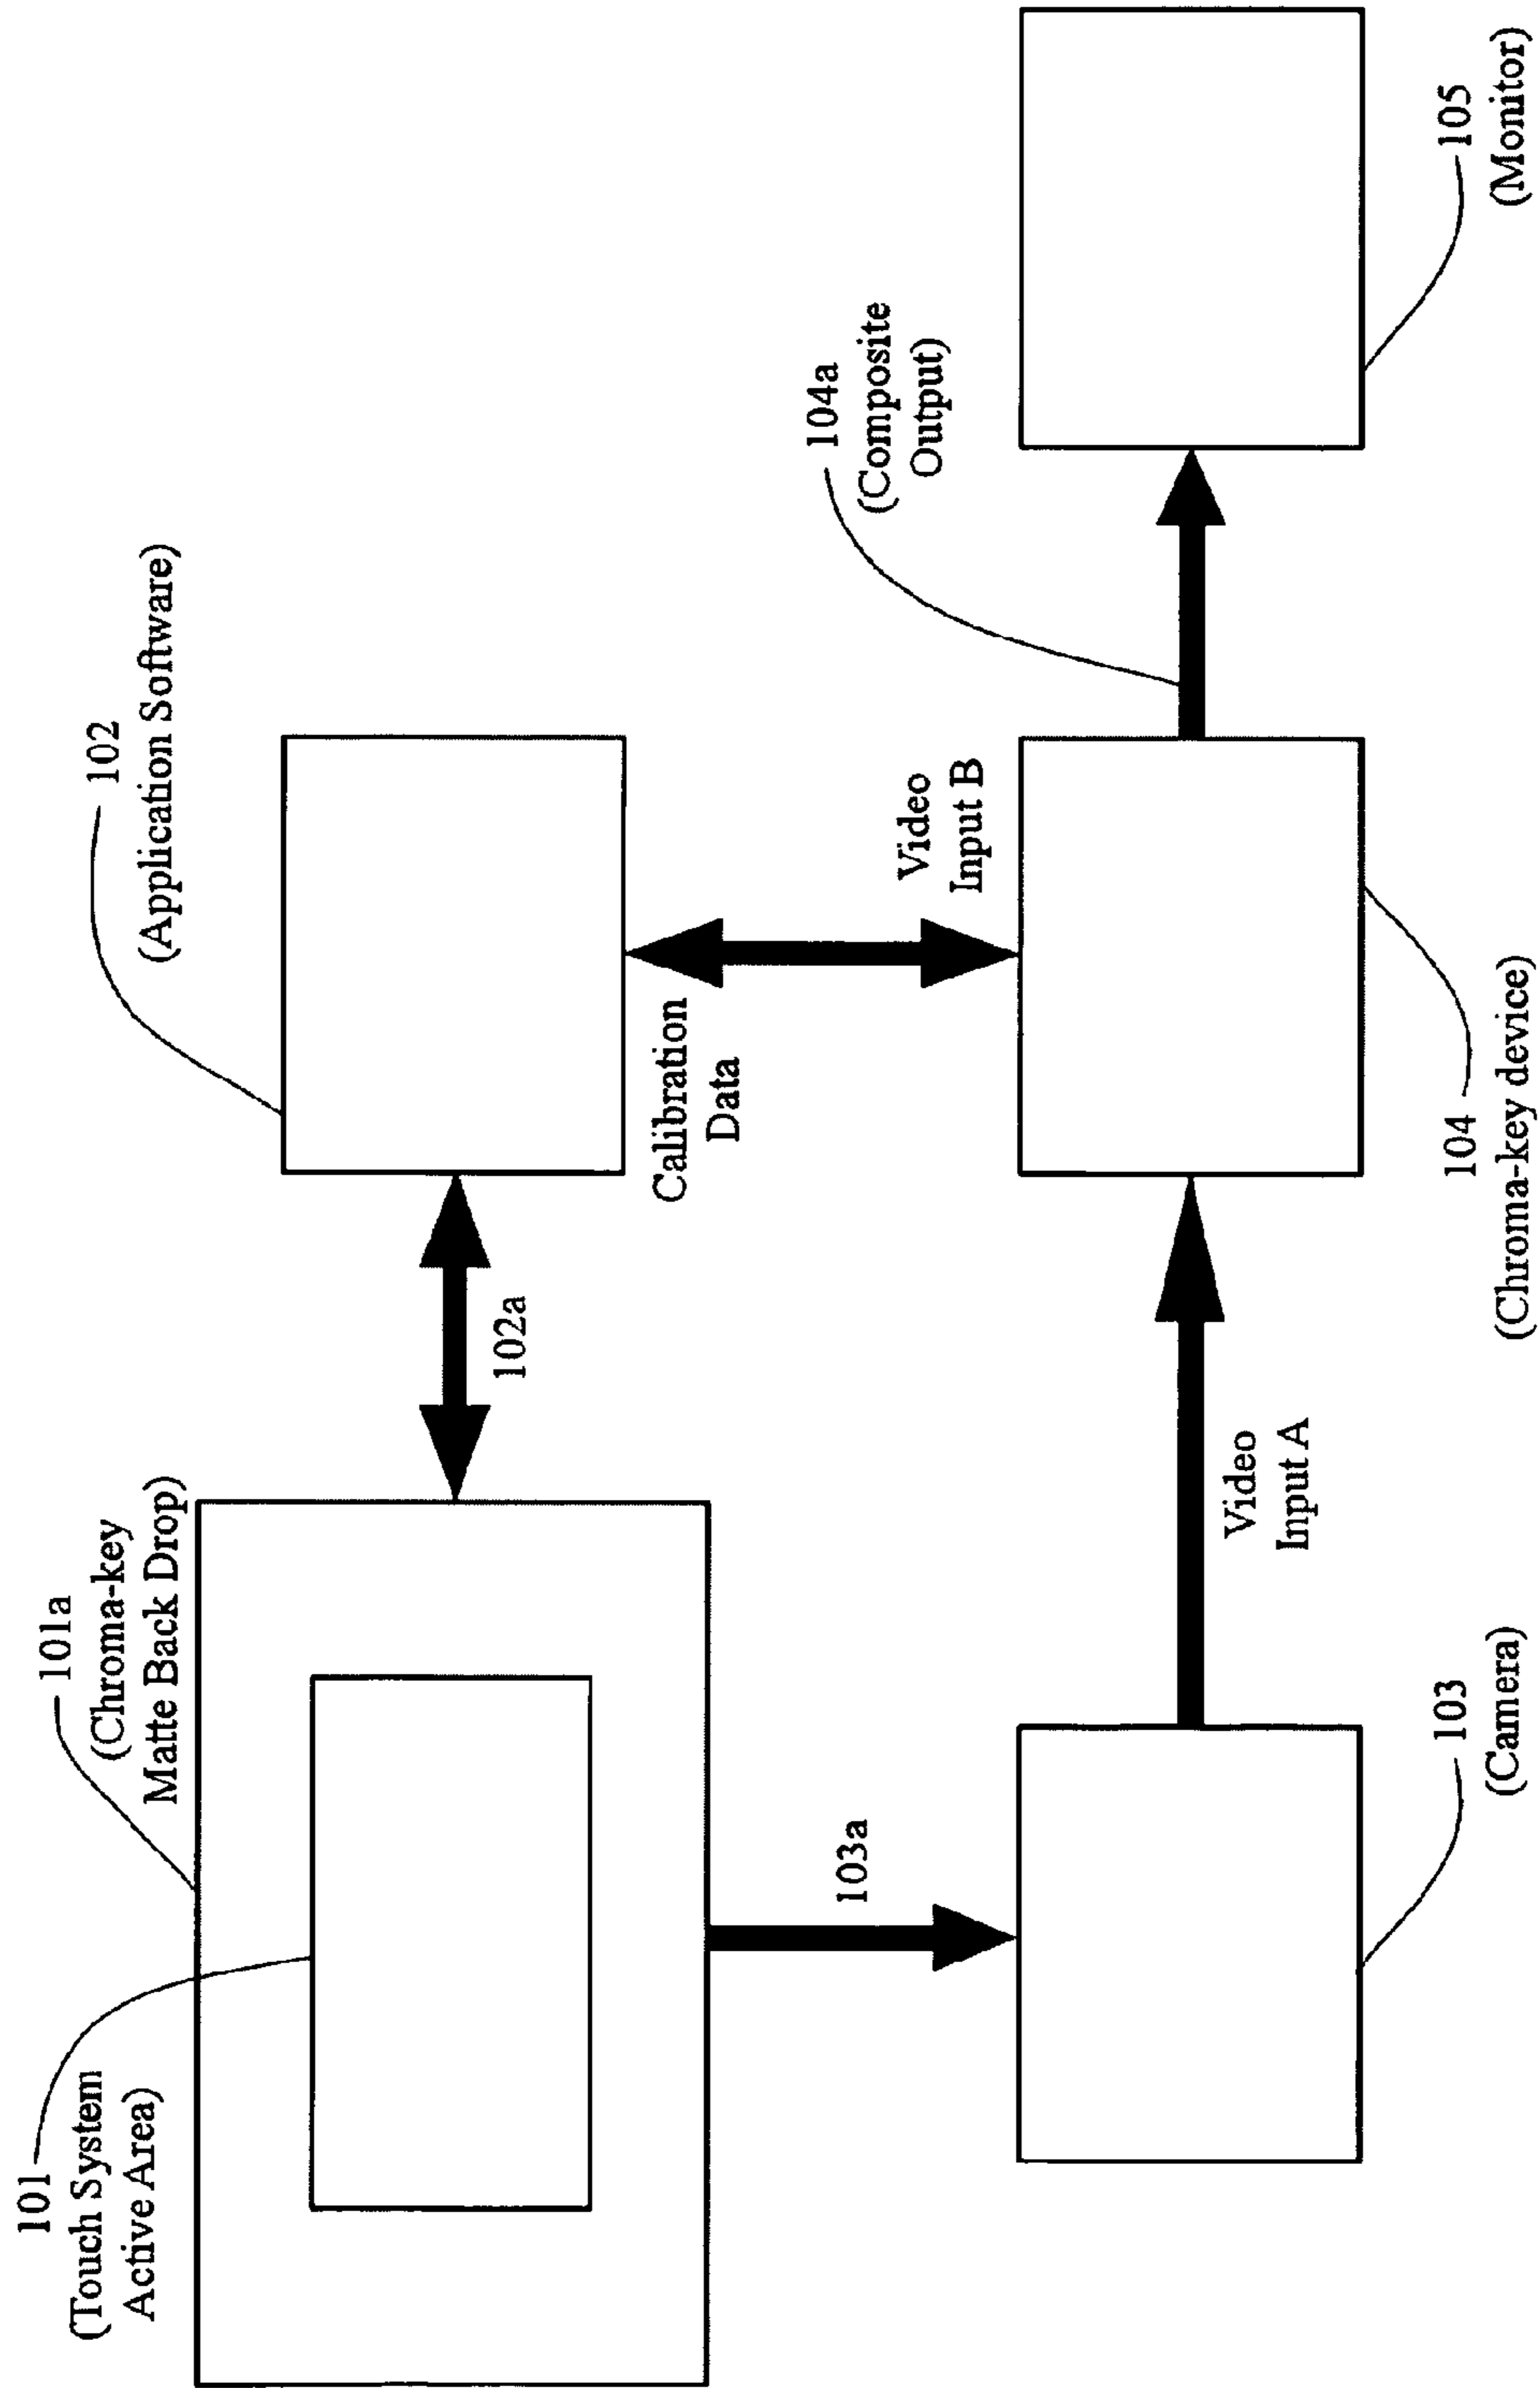 101
(Touch System
Active Area)
101a
(Chroma-key
Matte Back Drop)
102
(Application Software)
102a
Calibration
Data
Video
Input B
103a
104a
(Composite
Output)
Video
Input A
103
(Camera)
104
(Chroma-key device)
105
(Monitor)